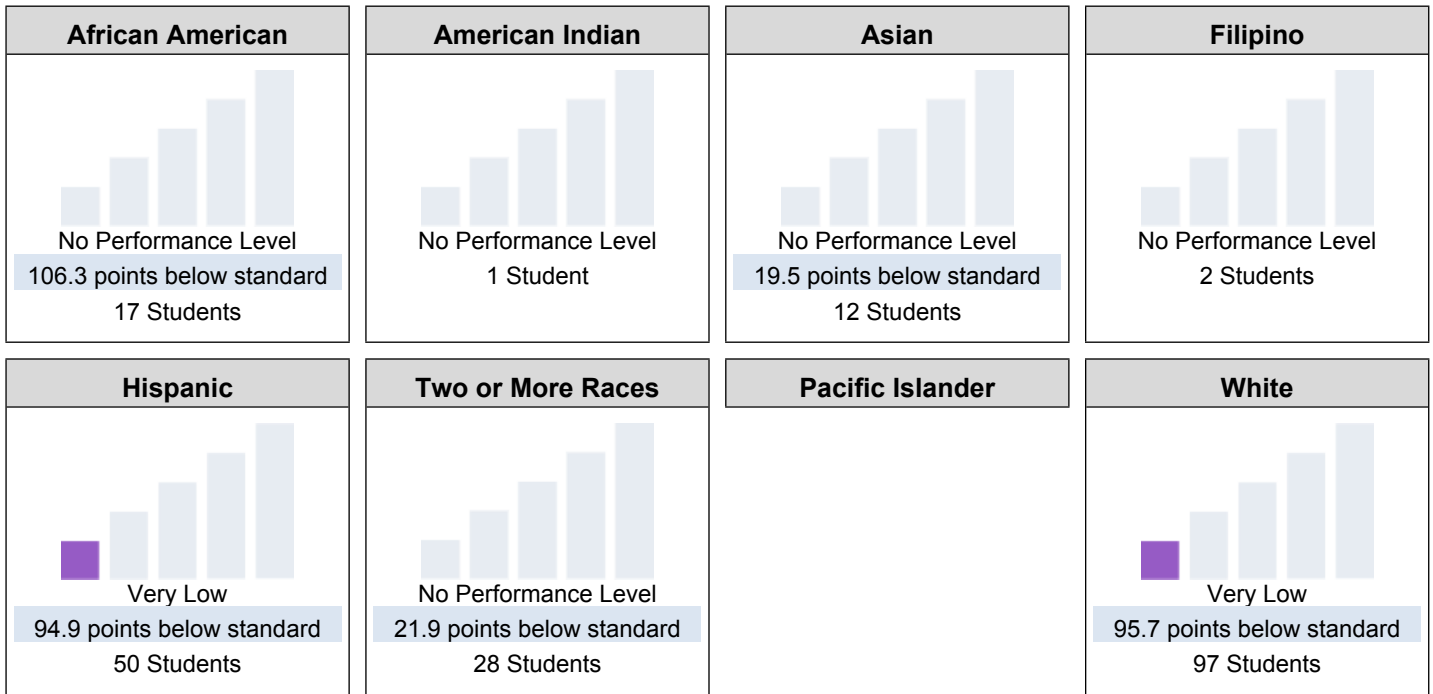 African American
No Performance Level
106.3 points below standard
17 Students
American Indian
No Performance Level
1 Student
Asian
No Performance Level
19.5 points below standard
12 Students
Filipino
No Performance Level
2 Students
Hispanic
Very Low
94.9 points below standard
50 Students
Two or More Races
No Performance Level
21.9 points below standard
28 Students
Pacific Islander
White
Very Low
95.7 points below standard
97 Students